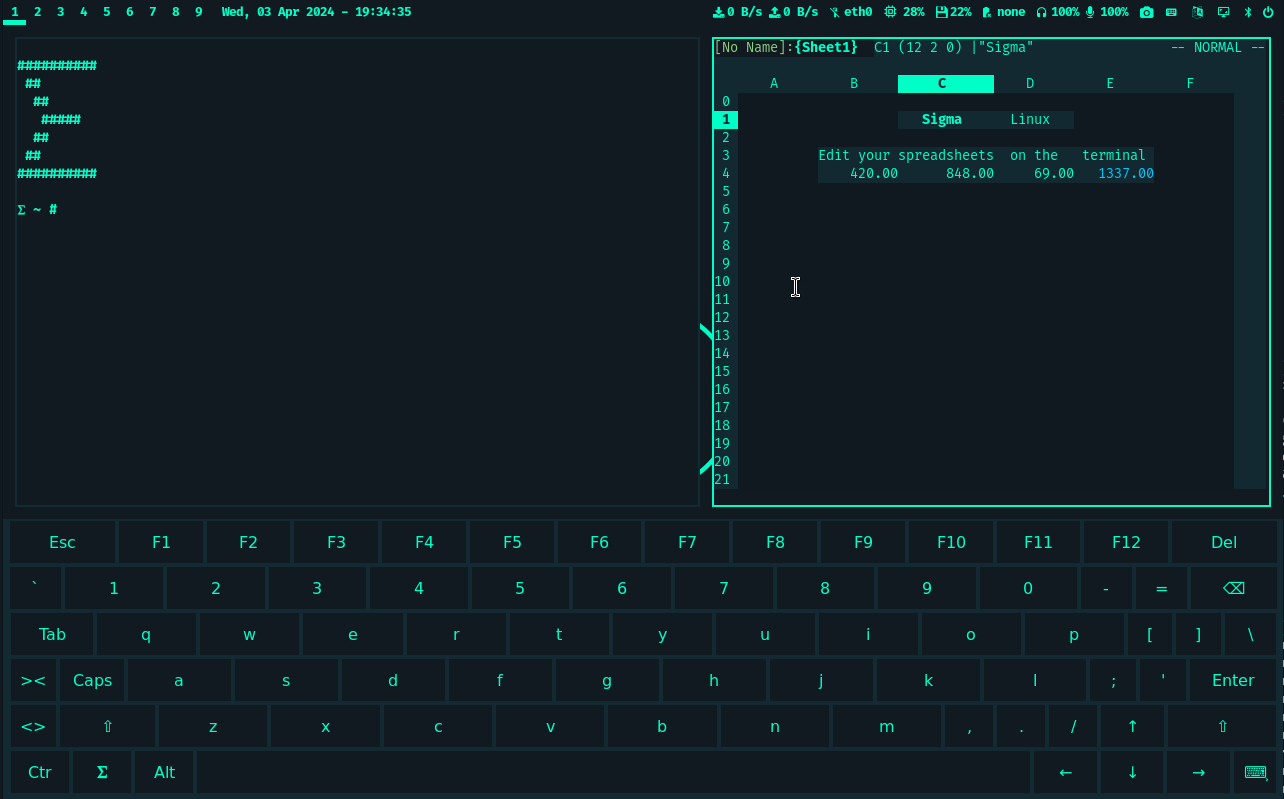 1 2 3 4 5 6 7 8 9 Wed, 03 Apr 2024 - 19:34:35 0 B/s 0 B/s eth0 28% 22% none 100% 100%
##########
##
##
#####
##
##
##########
Σ ~ #
[No Name]:{Sheet1} C1 (12 2 0) |"Sigma" -- NORMAL --
A B C D E F
0
1 Sigma Linux
2
3 Edit your spreadsheets on the terminal
4 420.00 848.00 69.00 1337.00
5
6
7
8
9
10
11
12
13
14
15
16
17
18
19
20
21
Esc F1 F2 F3 F4 F5 F6 F7 F8 F9 F10 F11 F12 Del
` 1 2 3 4 5 6 7 8 9 0 - = ⌫
Tab q w e r t y u i o p [ ] \
>< Caps a s d f g h j k l ; ' Enter
<> ⇧ z x c v b n m , . / ↑ ⇧
Ctr Σ Alt ← ↓ → ⌨